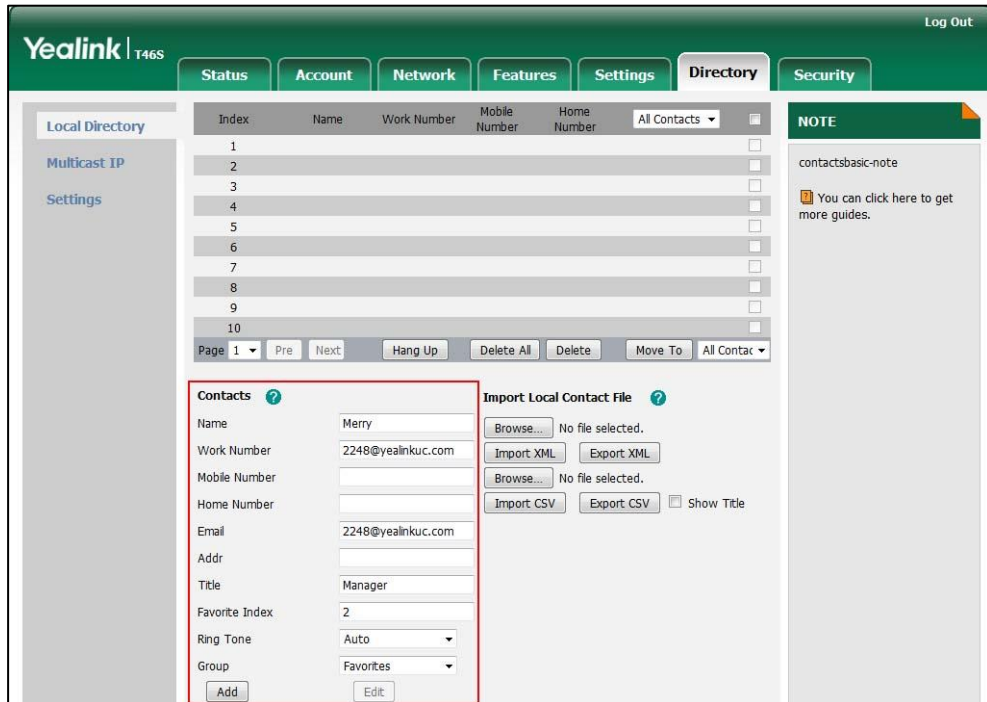 Log Out
Yealink T46S
Status Account Network Features Settings Directory Security
Local Directory
Multicast IP
Settings
Index Name Work Number Mobile Number Home Number All Contacts
1
2
3
4
5
6
7
8
9
10
Page 1 Pre Next Hang Up Delete All Delete Move To All Contac
Contacts ?
Name Merry
Work Number 2248@yealinkuc.com
Mobile Number
Home Number
Email 2248@yealinkuc.com
Addr
Title Manager
Favorite Index 2
Ring Tone Auto
Group Favorites
Add Edit
Import Local Contact File ?
Browse... No file selected.
Import XML Export XML
Browse... No file selected.
Import CSV Export CSV Show Title
NOTE
contactsbasic-note
? You can click here to get
more guides.